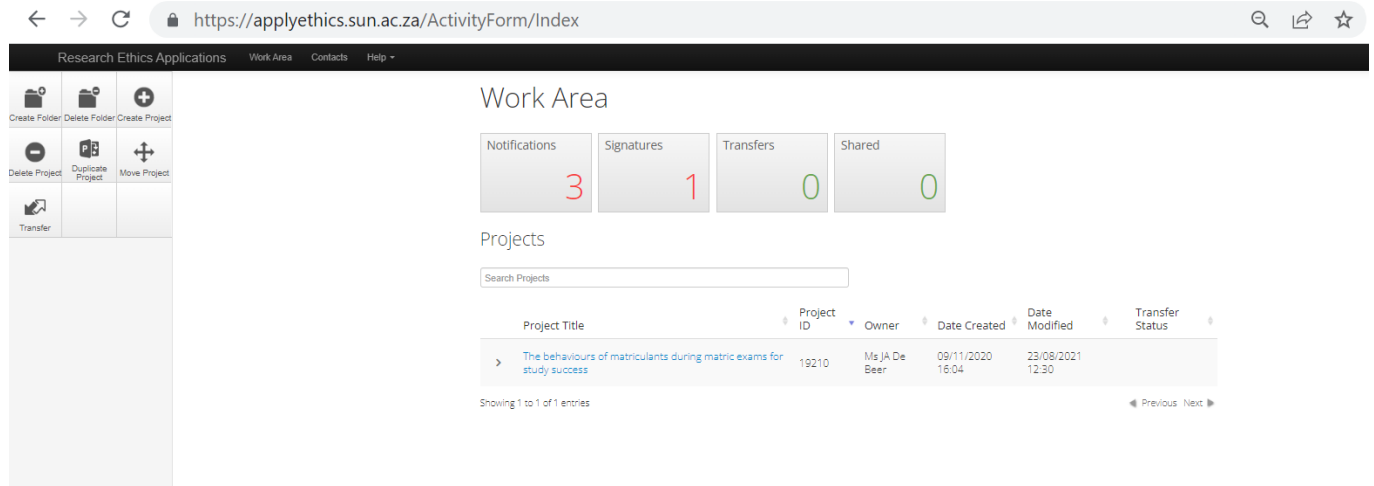 https://applyethics.sun.ac.za/ActivityForm/Index
Research Ethics Applications Work Area Contacts Help
Create Folder Delete Folder Create Project
Delete Project Duplicate Project Move Project
Transfer
Work Area
Notifications Signatures Transfers Shared
3 1 0 0
Projects
Search Projects
Project Title Project ID Owner Date Created Date Modified Transfer Status
The behaviours of matriculants during matric exams for
study success
19210
Ms JA De
Beer
09/11/2020
16:04
23/08/2021
12:30
Showing 1 to 1 of 1 entries
Previous Next